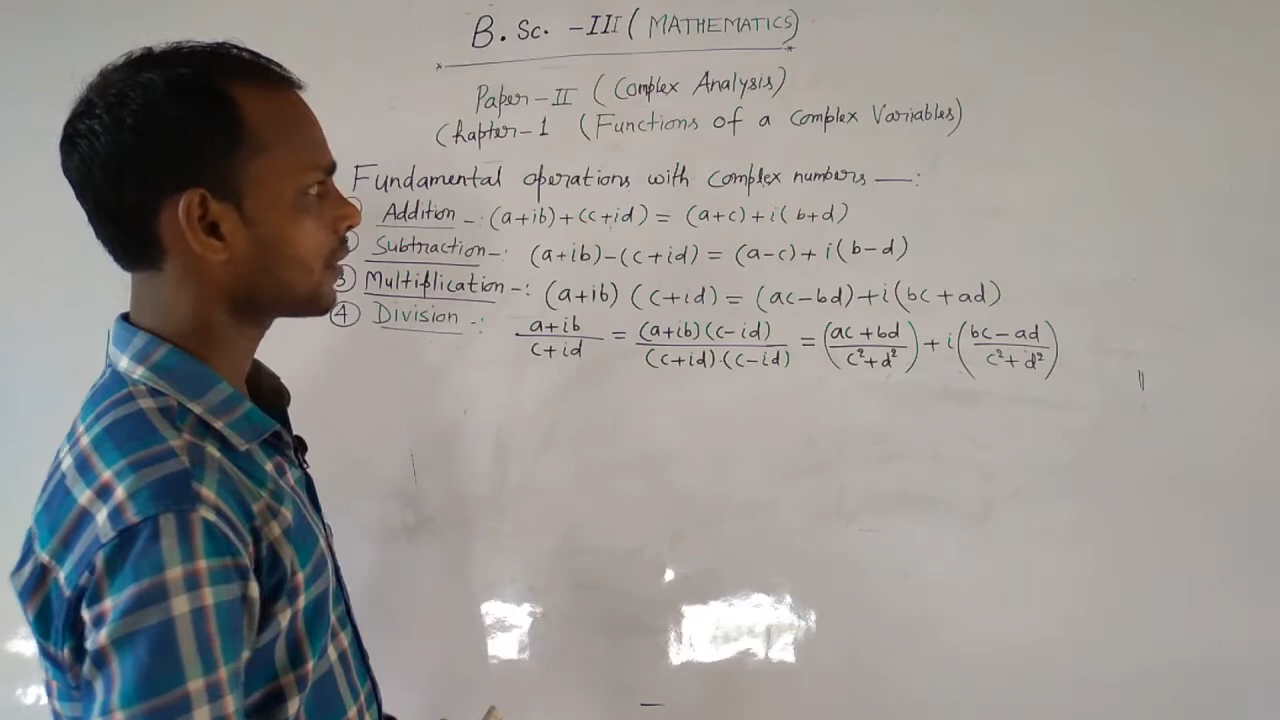 B. Sc. -III ( MATHEMATICS)
Paper-II (Complex Analysis)
Chapter-1 (Functions of a complex Variables)
Fundamental operations with complex numbers —:
Addition -: (a+ib)+(c+id) = (a+c)+i(b+d)
Subtraction-: (a+ib)-(c+id) = (a-c)+i(b-d)
③ Multiplication -: (a+ib) (c+id) = (ac-bd)+i(bc+ad)
④ Division -: a+ib/c+id = (a+ib)(c-id)/(c+id).(c-id) = (ac+bd/c²+d²) + i(bc-ad/c²+d²)